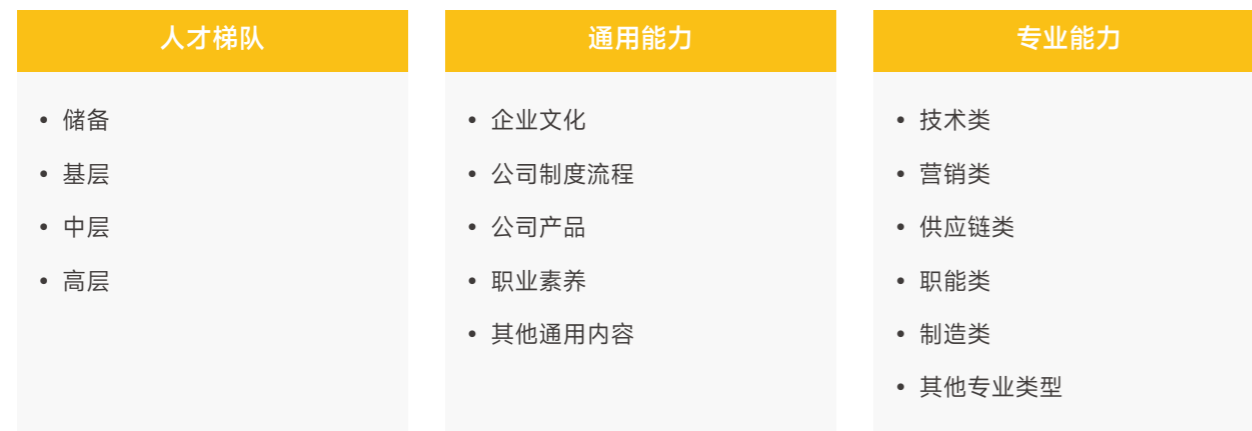 人才梯队
• 储备
• 基层
• 中层
• 高层
通用能力
• 企业文化
• 公司制度流程
• 公司产品
• 职业素养
• 其他通用内容
专业能力
• 技术类
• 营销类
• 供应链类
• 职能类
• 制造类
• 其他专业类型